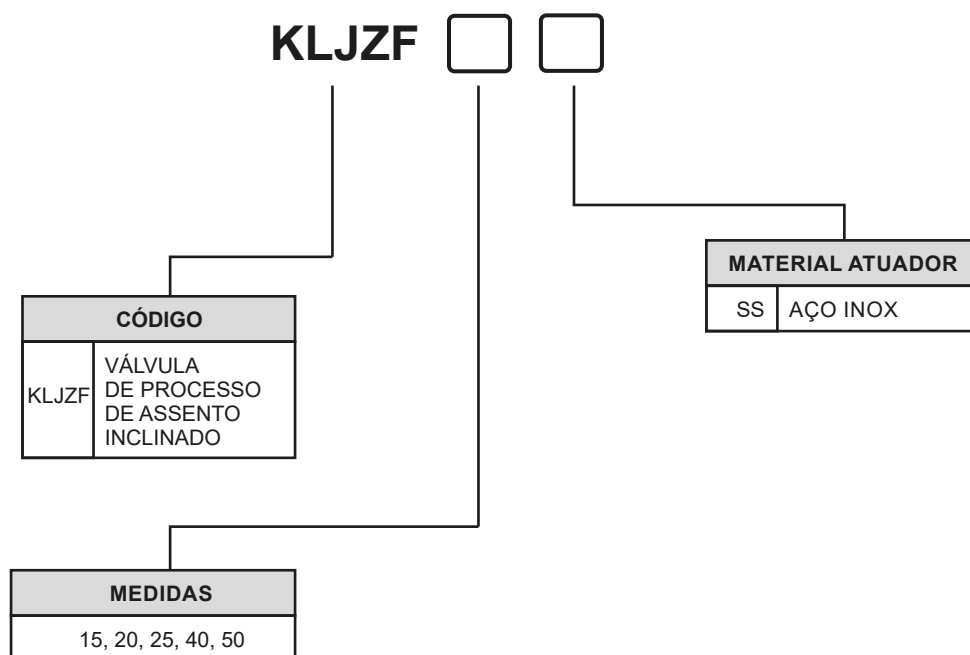 KLJZF
MATERIAL ATUADOR
SS AÇO INOX
CÓDIGO
KLJZF
VÁLVULA
DE PROCESSO
DE ASSENTO
INCLINADO
MEDIDAS
15, 20, 25, 40, 50